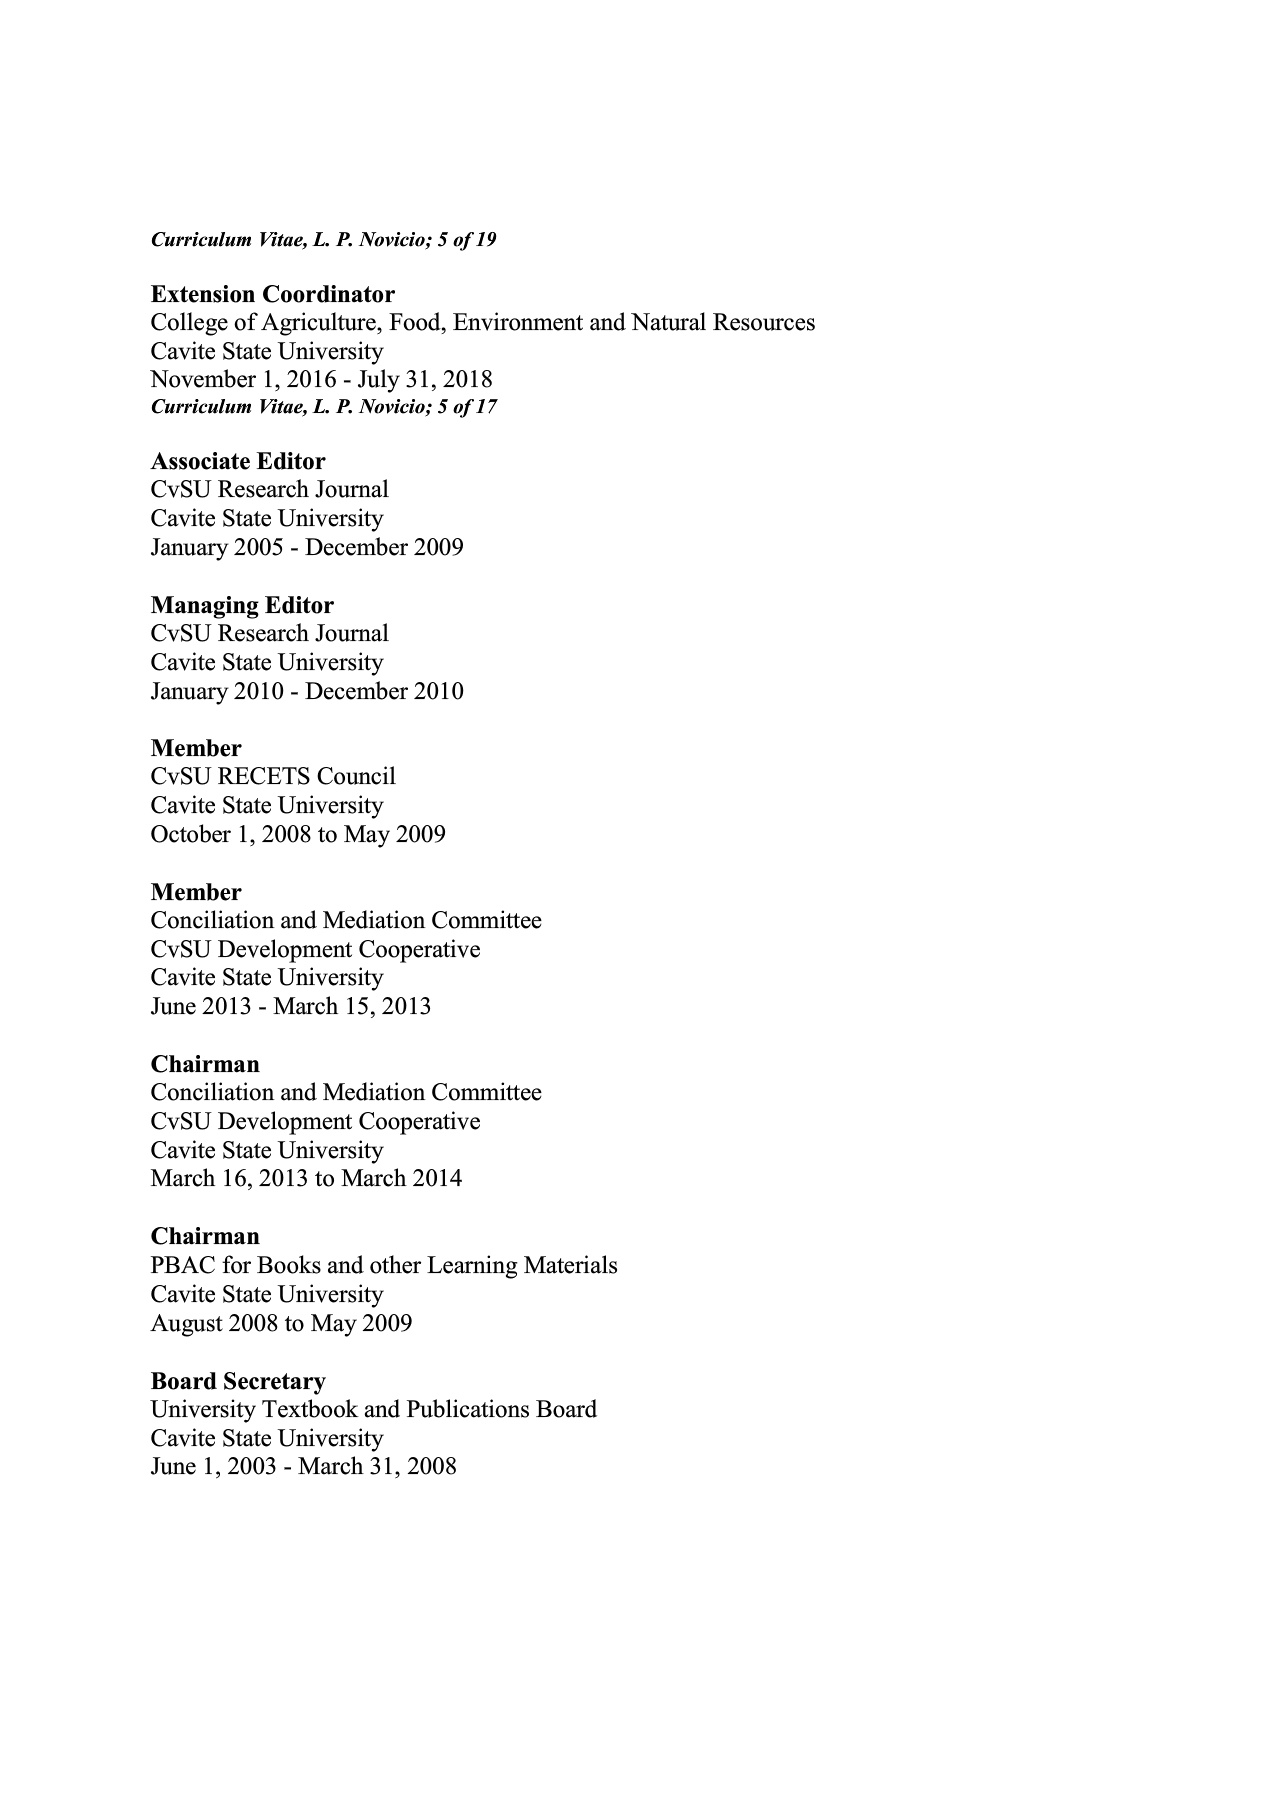 Curriculum Vitae, L. P. Novicio; 5 of 19
Extension Coordinator
College of Agriculture, Food, Environment and Natural Resources
Cavite State University
November 1, 2016 - July 31, 2018
Curriculum Vitae, L. P. Novicio; 5 of 17
Associate Editor
CvSU Research Journal
Cavite State University
January 2005 - December 2009
Managing Editor
CvSU Research Journal
Cavite State University
January 2010 - December 2010
Member
CvSU RECETS Council
Cavite State University
October 1, 2008 to May 2009
Member
Conciliation and Mediation Committee
CvSU Development Cooperative
Cavite State University
June 2013 - March 15, 2013
Chairman
Conciliation and Mediation Committee
CvSU Development Cooperative
Cavite State University
March 16, 2013 to March 2014
Chairman
PBAC for Books and other Learning Materials
Cavite State University
August 2008 to May 2009
Board Secretary
University Textbook and Publications Board
Cavite State University
June 1, 2003 - March 31, 2008